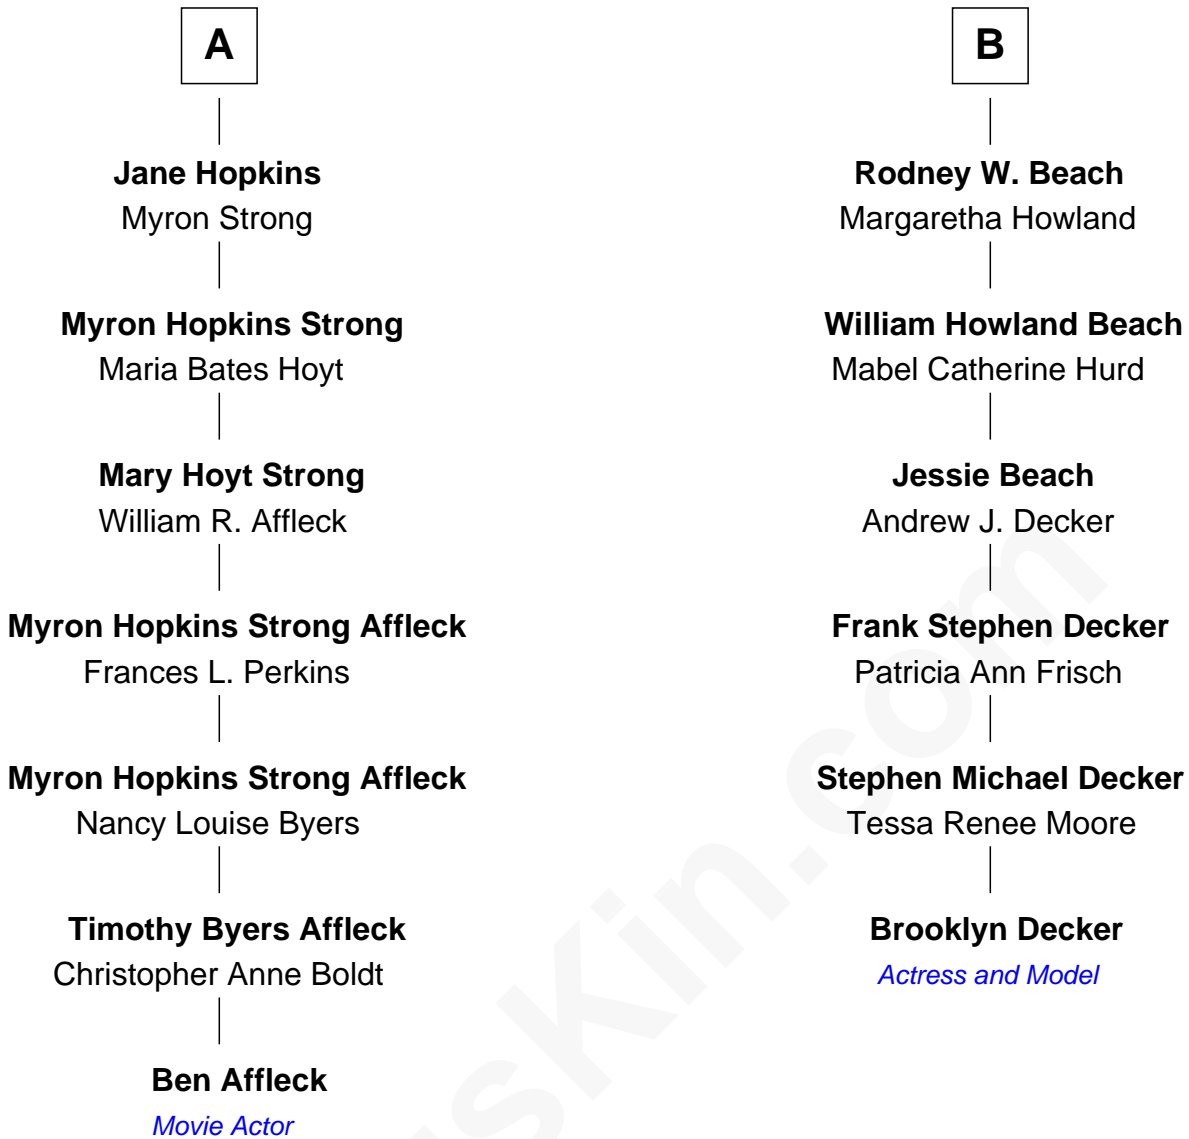 A
Jane Hopkins
Myron Strong
Myron Hopkins Strong
Maria Bates Hoyt
Mary Hoyt Strong
William R. Affleck
Myron Hopkins Strong Affleck
Frances L. Perkins
Myron Hopkins Strong Affleck
Nancy Louise Byers
Timothy Byers Affleck
Christopher Anne Boldt
Ben Affleck
Movie Actor
B
Rodney W. Beach
Margaretha Howland
William Howland Beach
Mabel Catherine Hurd
Jessie Beach
Andrew J. Decker
Frank Stephen Decker
Patricia Ann Frisch
Stephen Michael Decker
Tessa Renee Moore
Brooklyn Decker
Actress and Model